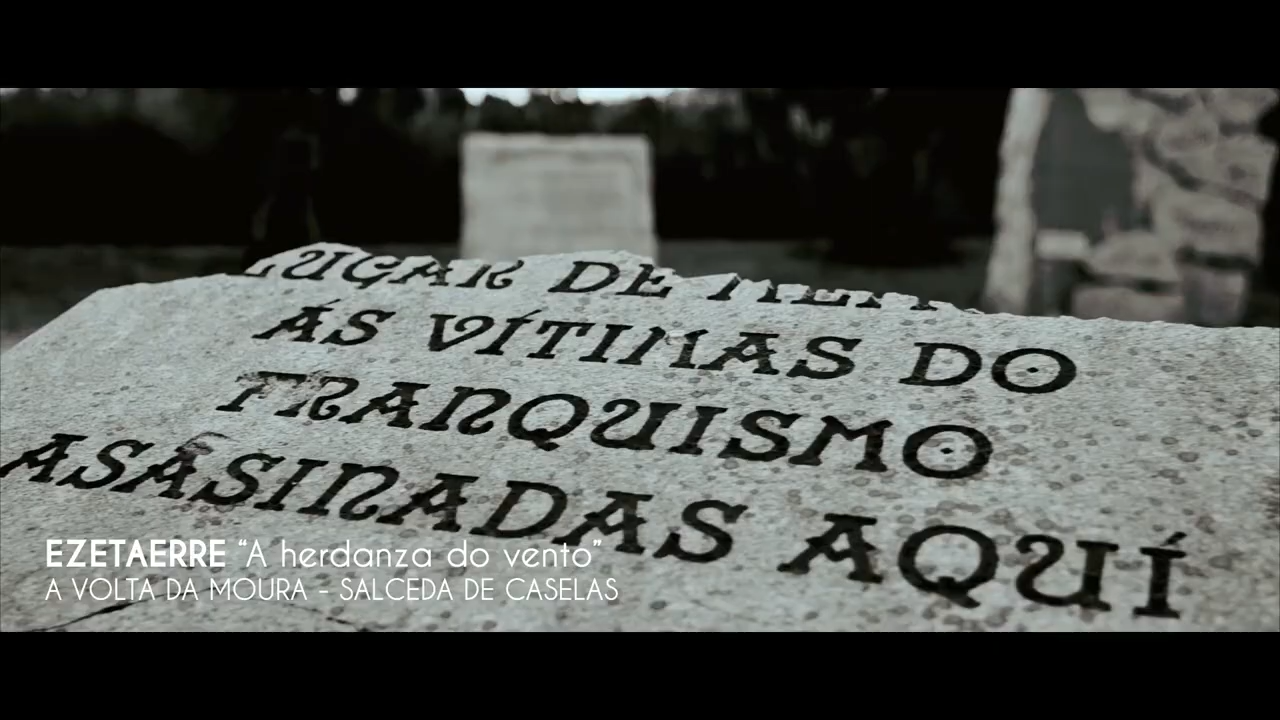 LUGAR DE
ÁS VÍTIMAS DO
FRANQUISMO
ASASINADAS AQUÍ
EZETAERRE “A herdanza do vento”
A VOLTA DA MOURA - SALCEDA DE CASELAS